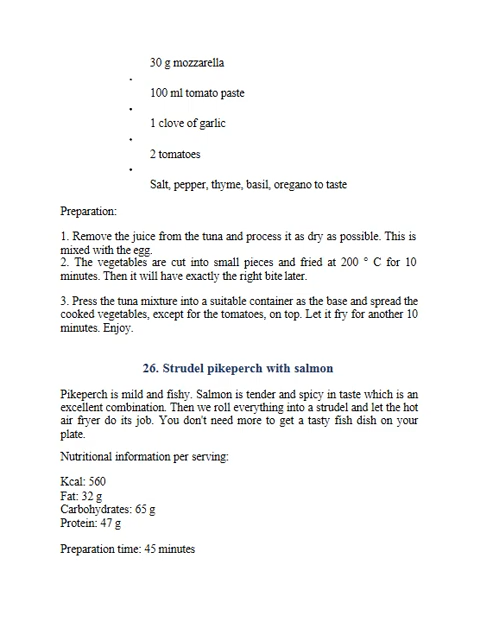 30 g mozzarella
•
100 ml tomato paste
•
1 clove of garlic
•
2 tomatoes
•
Salt, pepper, thyme, basil, oregano to taste
Preparation:
1. Remove the juice from the tuna and process it as dry as possible. This is
mixed with the egg.
2. The vegetables are cut into small pieces and fried at 200 ° C for 10
minutes. Then it will have exactly the right bite later.
3. Press the tuna mixture into a suitable container as the base and spread the
cooked vegetables, except for the tomatoes, on top. Let it fry for another 10
minutes. Enjoy.
26. Strudel pikeperch with salmon
Pikeperch is mild and fishy. Salmon is tender and spicy in taste which is an
excellent combination. Then we roll everything into a strudel and let the hot
air fryer do its job. You don't need more to get a tasty fish dish on your
plate.
Nutritional information per serving:
Kcal: 560
Fat: 32 g
Carbohydrates: 65 g
Protein: 47 g
Preparation time: 45 minutes